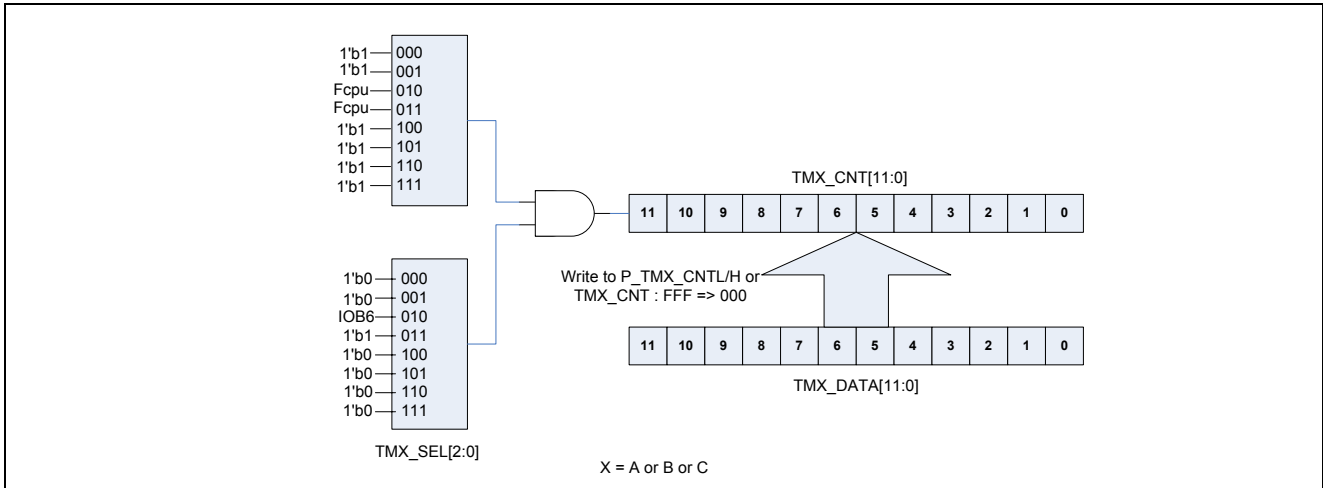 1'b1 000
1'b1 001
Fcpu 010
Fcpu 011
1'b1 100
1'b1 101
1'b1 110
1'b1 111
TMX_CNT[11:0]
11 10 9 8 7 6 5 4 3 2 1 0
1'b0 000
1'b0 001
IOB6 010
1'b1 011
1'b0 100
1'b0 101
1'b0 110
1'b0 111
TMX_SEL[2:0]
Write to P_TMX_CNTL/H or
TMX_CNT : FFF => 000
11 10 9 8 7 6 5 4 3 2 1 0
TMX_DATA[11:0]
X = A or B or C